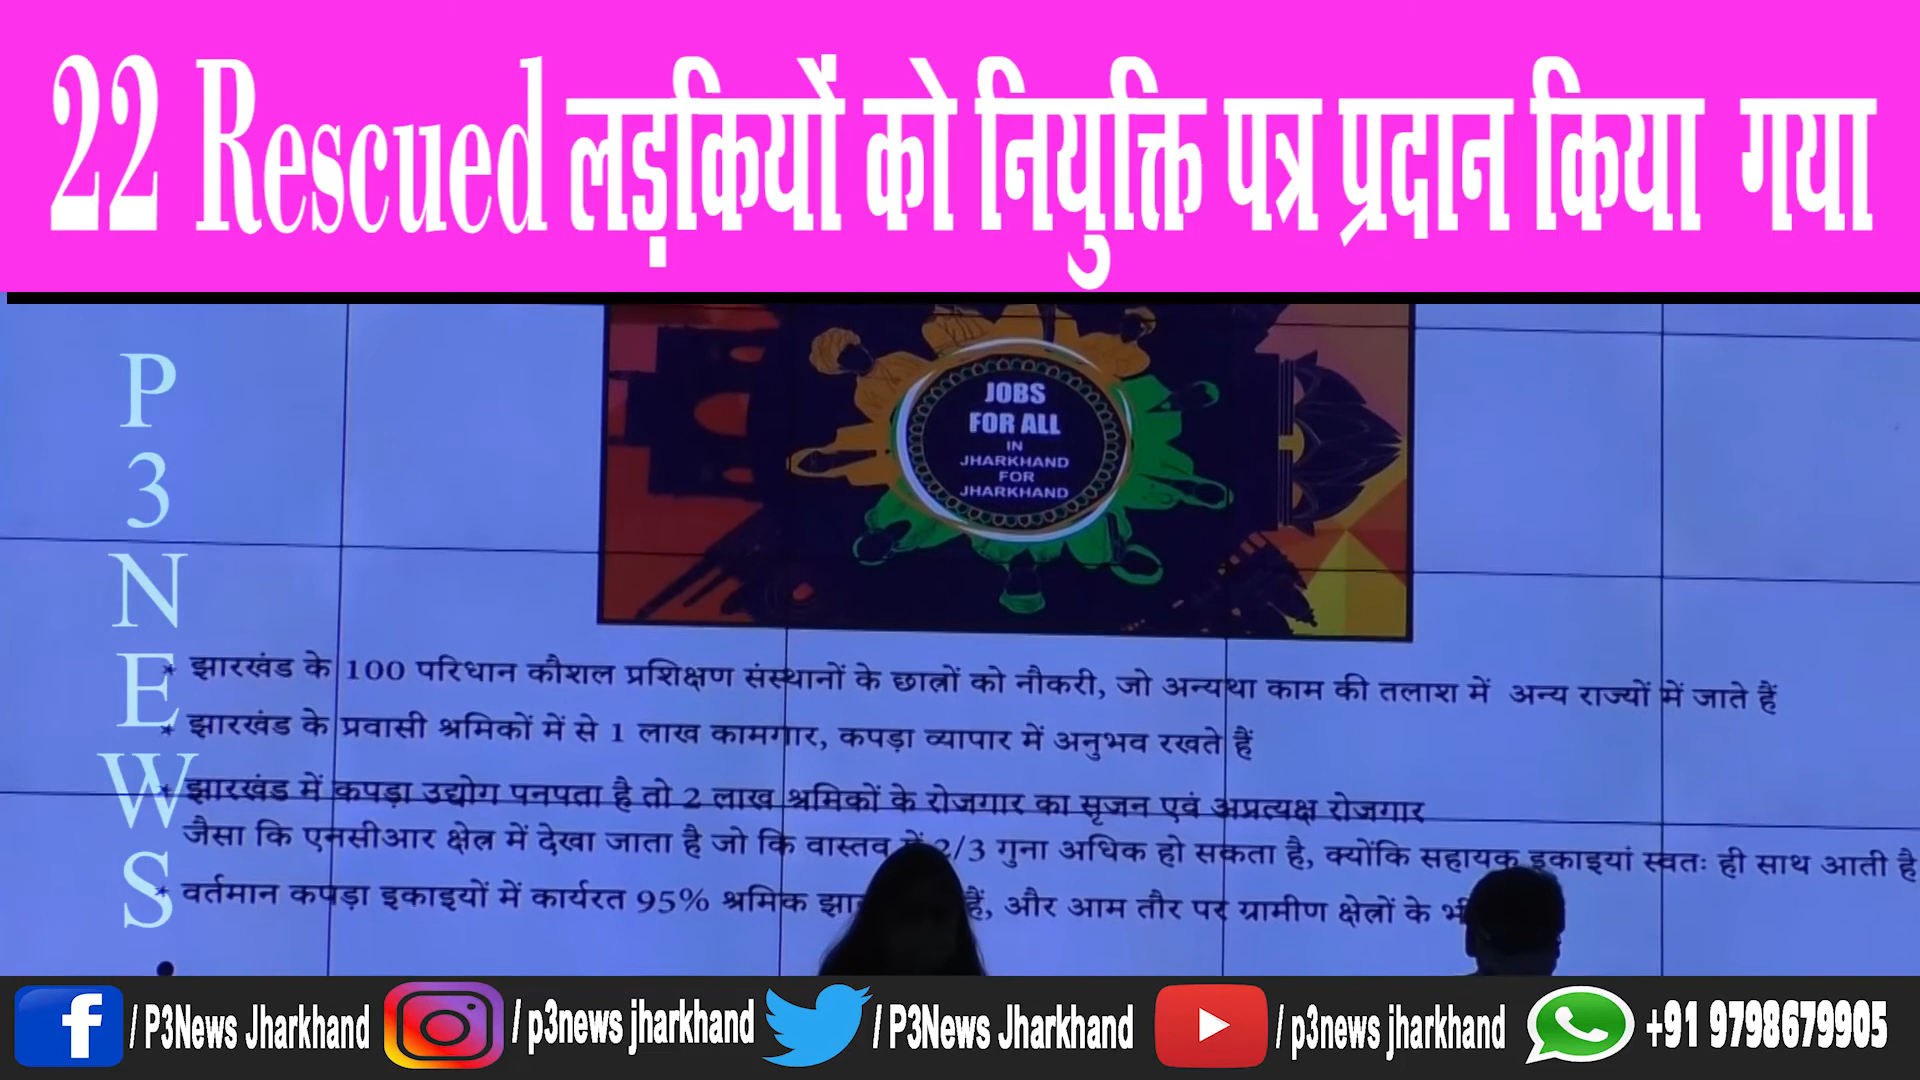 22 Rescued लड़कियों को नियुक्ति पत्र प्रदान किया गया
P3NEWS
JOBS
FOR ALL
IN
JHARKHAND
FOR
JHARKHAND
* झारखंड के 100 परिधान कौशल प्रशिक्षण संस्थानों के छात्रों को नौकरी, जो अन्यथा काम की तलाश में अन्य राज्यों में जाते हैं
* झारखंड के प्रवासी श्रमिकों में से 1 लाख कामगार, कपड़ा व्यापार में अनुभव रखते हैं
* झारखंड में कपड़ा उद्योग पनपता है तो 2 लाख श्रमिकों के रोजगार का सृजन एवं अप्रत्यक्ष रोजगार
जैसा कि एनसीआर क्षेत्र में देखा जाता है जो कि वास्तव में 2/3 गुना अधिक हो सकता है, क्योंकि सहायक इकाइयां स्वतः ही साथ आती है
* वर्तमान कपड़ा इकाइयों में कार्यरत 95% श्रमिक हैं, और आम तौर पर ग्रामीण क्षेत्रों के
/ P3News Jharkhand / p3news jharkhand / P3News Jharkhand / p3news jharkhand +91 9798679905